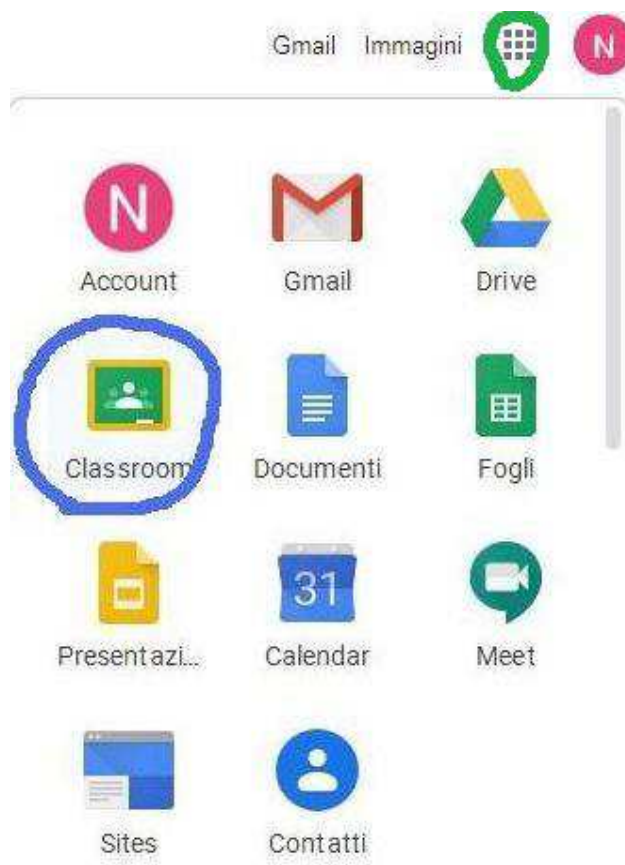 Gmail Immagini N
N
Account Gmail Drive
Classroom Documenti Fogli
31
Presentazi... Calendar Meet
Sites Contatti